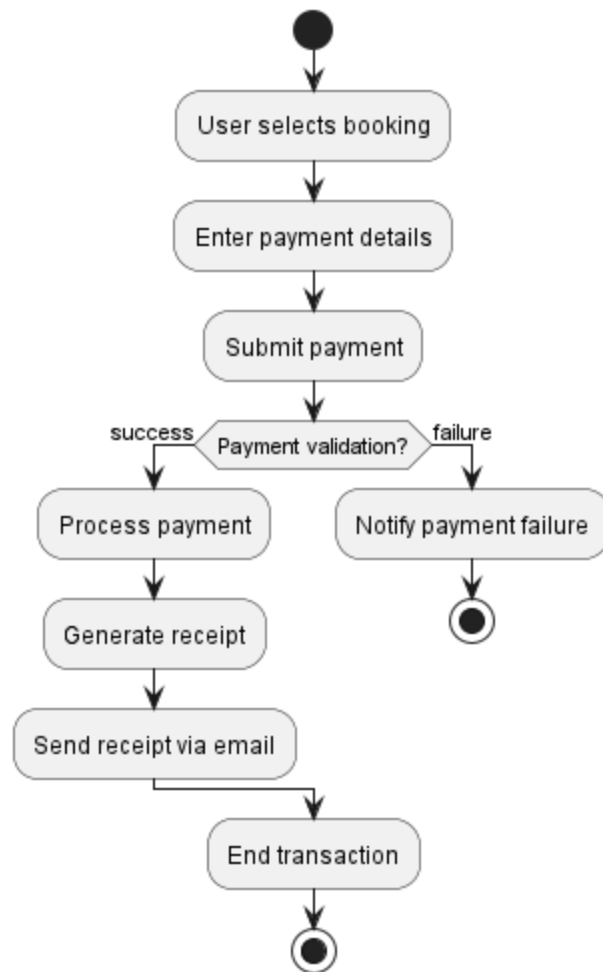 User selects booking
Enter payment details
Submit payment
success
Payment validation?
failure
Process payment
Notify payment failure
Generate receipt
Send receipt via email
End transaction